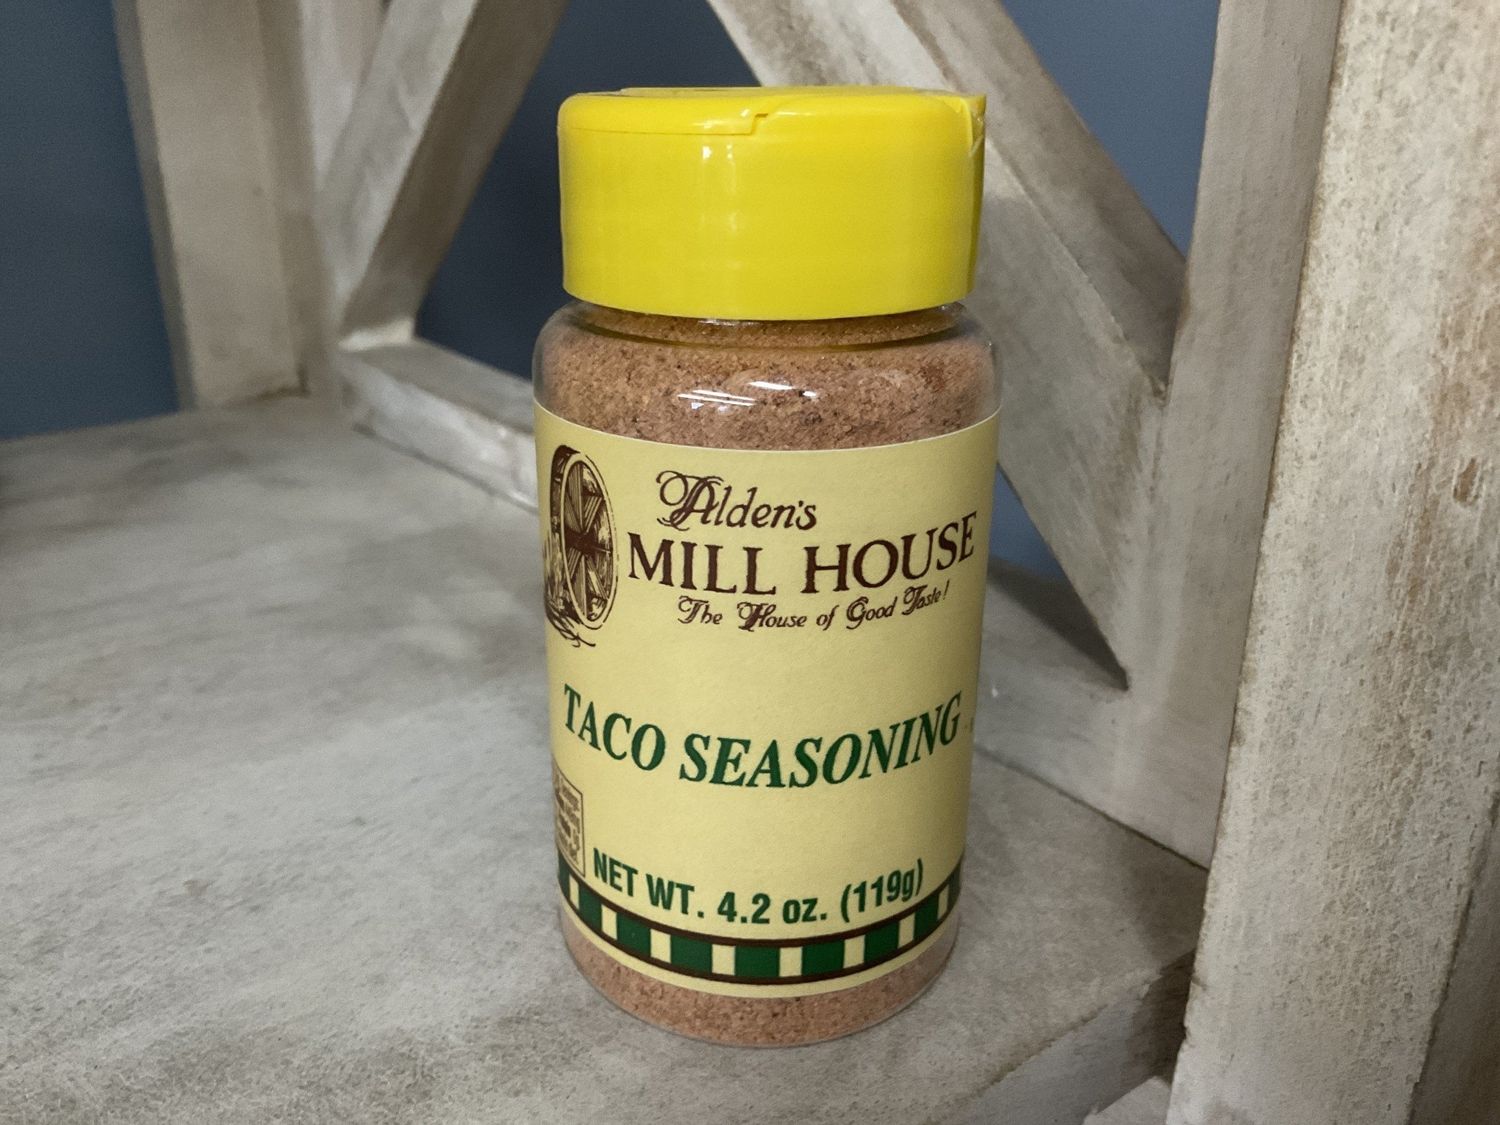 Alden's
MILL HOUSE
The House of Good Taste!
TACO SEASONING
NET WT. 4.2 oz. (119g)